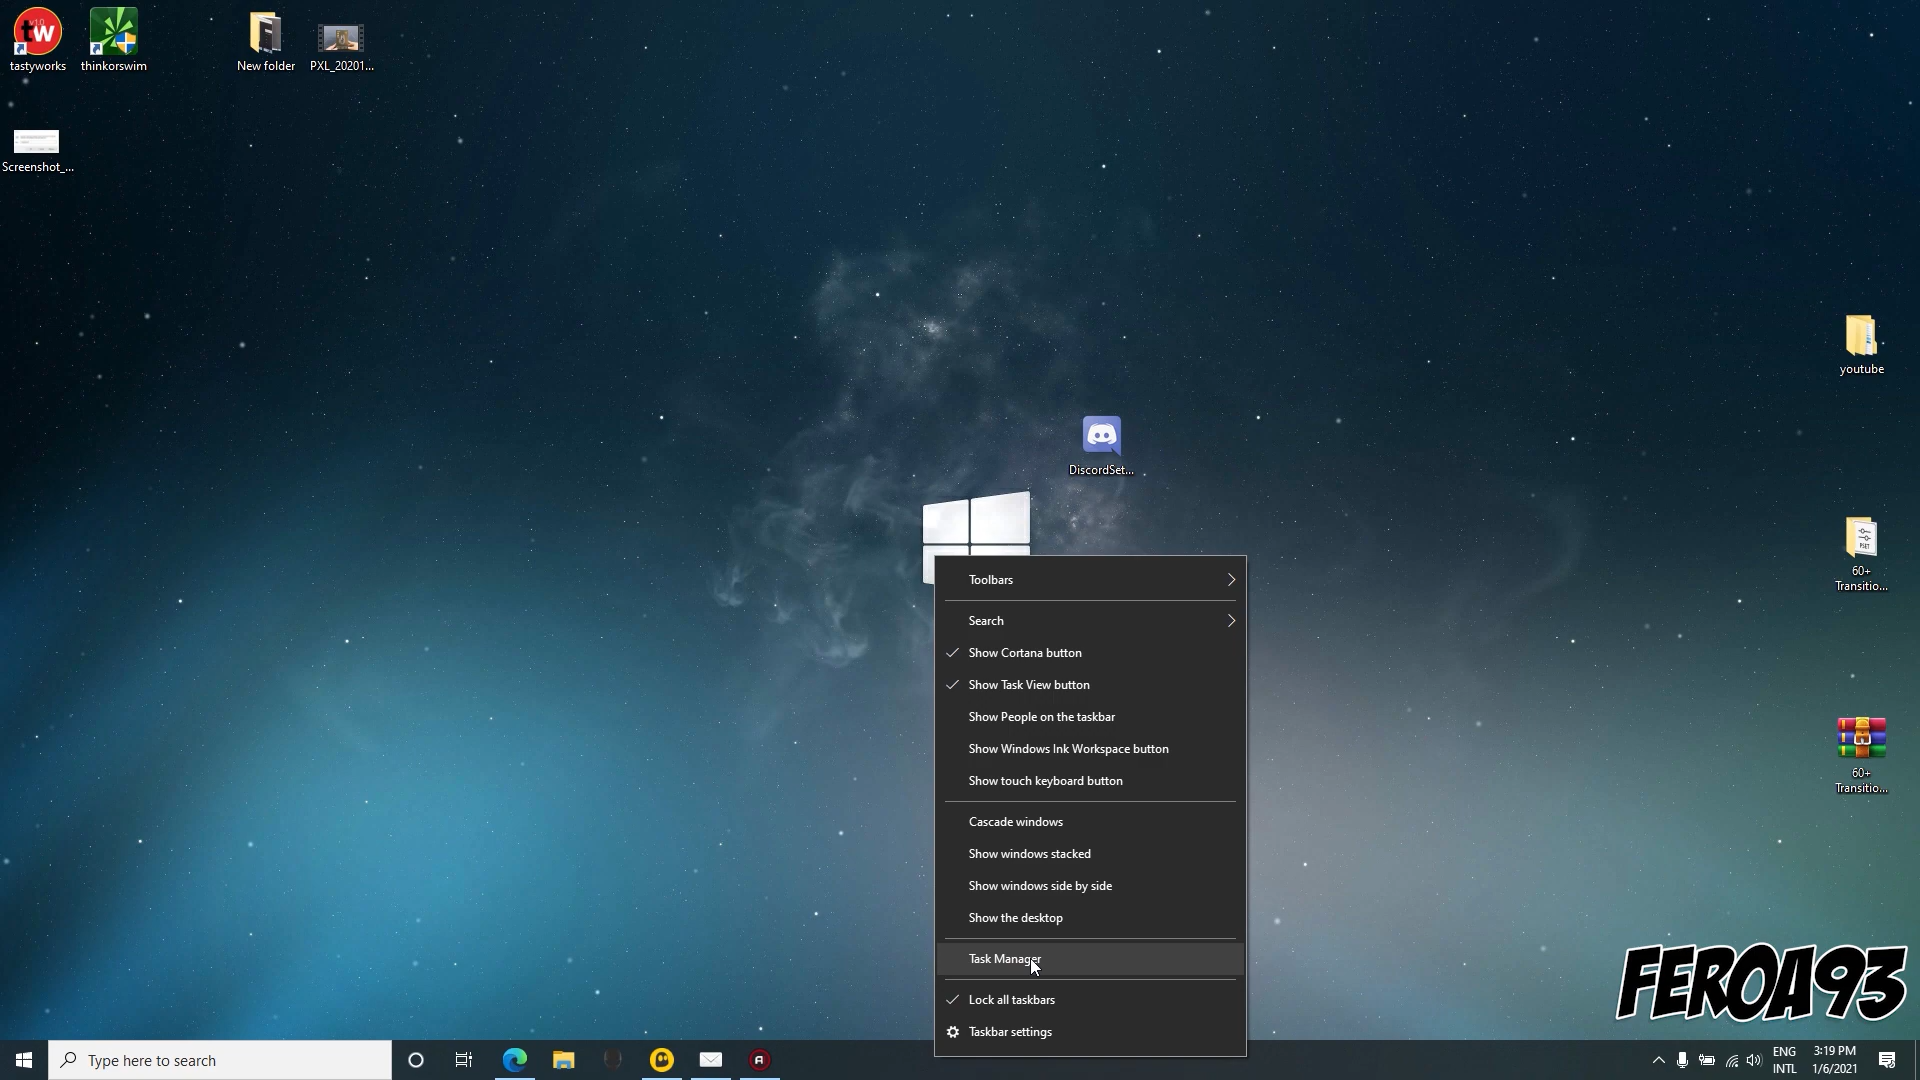 tastyworks
thinkorswim
New folder
PXL_20201...
Screenshot_...
youtube
DiscordSet...
60+
Transitio...
60+
Transitio...
Toolbars
Search
Show Cortana button
Show Task View button
Show People on the taskbar
Show Windows Ink Workspace button
Show touch keyboard button
Cascade windows
Show windows stacked
Show windows side by side
Show the desktop
Task Manager
Lock all taskbars
Taskbar settings
FEROA93
Type here to search
ENG
INTL
3:19 PM
1/6/2021